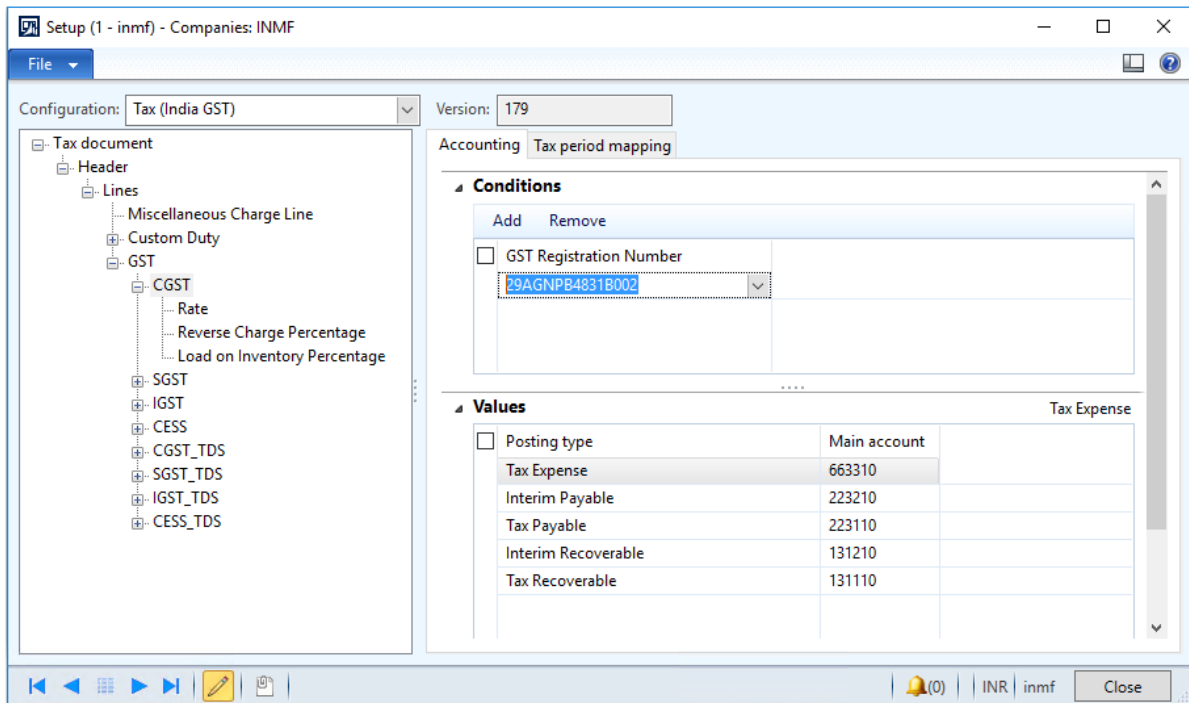 Setup (1 - inmf) - Companies: INMF
File
Configuration: Tax (India GST) Version: 179
Tax document
Header
Lines
Miscellaneous Charge Line
Custom Duty
GST
CGST
Rate
Reverse Charge Percentage
Load on Inventory Percentage
SGST
IGST
CESS
CGST_TDS
SGST_TDS
IGST_TDS
CESS_TDS
Accounting Tax period mapping
Conditions
Add Remove
GST Registration Number
29AGNPB4831B002
Values Tax Expense
Posting type Main account
Tax Expense 663310
Interim Payable 223210
Tax Payable 223110
Interim Recoverable 131210
Tax Recoverable 131110
(0) INR inmf Close